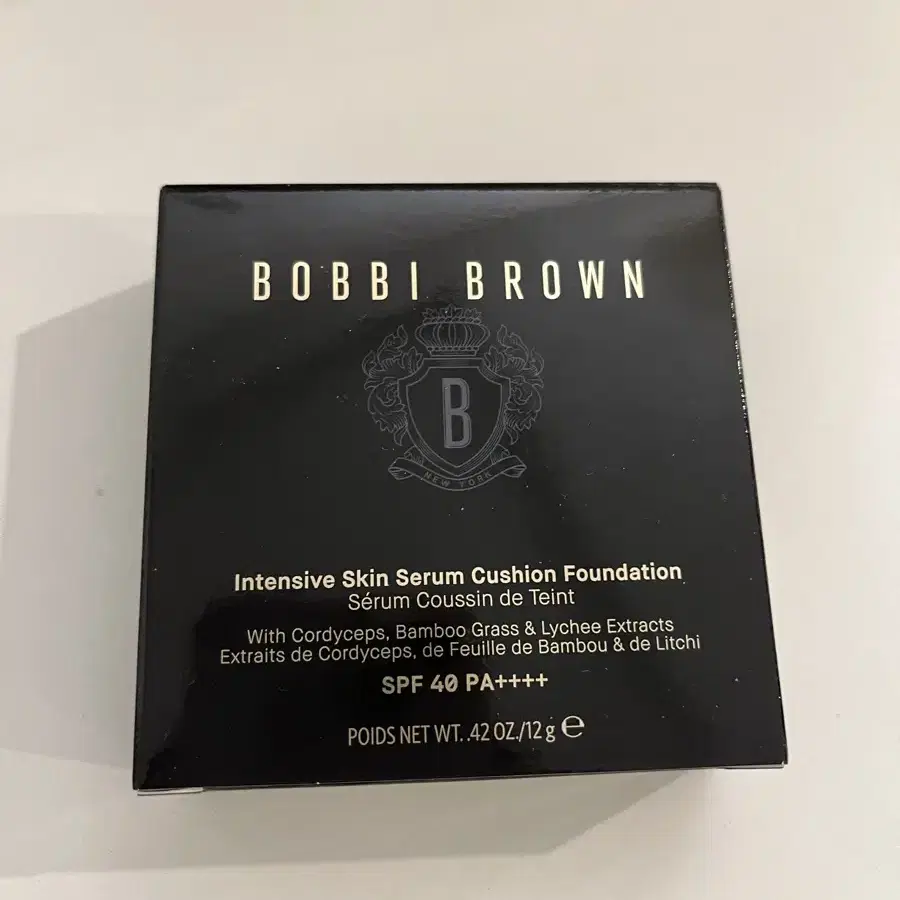 BOBBI BROWN
B
NEW YORK
Intensive Skin Serum Cushion Foundation
Sérum Coussin de Teint
With Cordyceps, Bamboo Grass & Lychee Extracts
Extraits de Cordyceps, de Feuille de Bambou & de Litchi
SPF 40 PA++++
POIDS NET WT. .42 OZ./12 g ℮